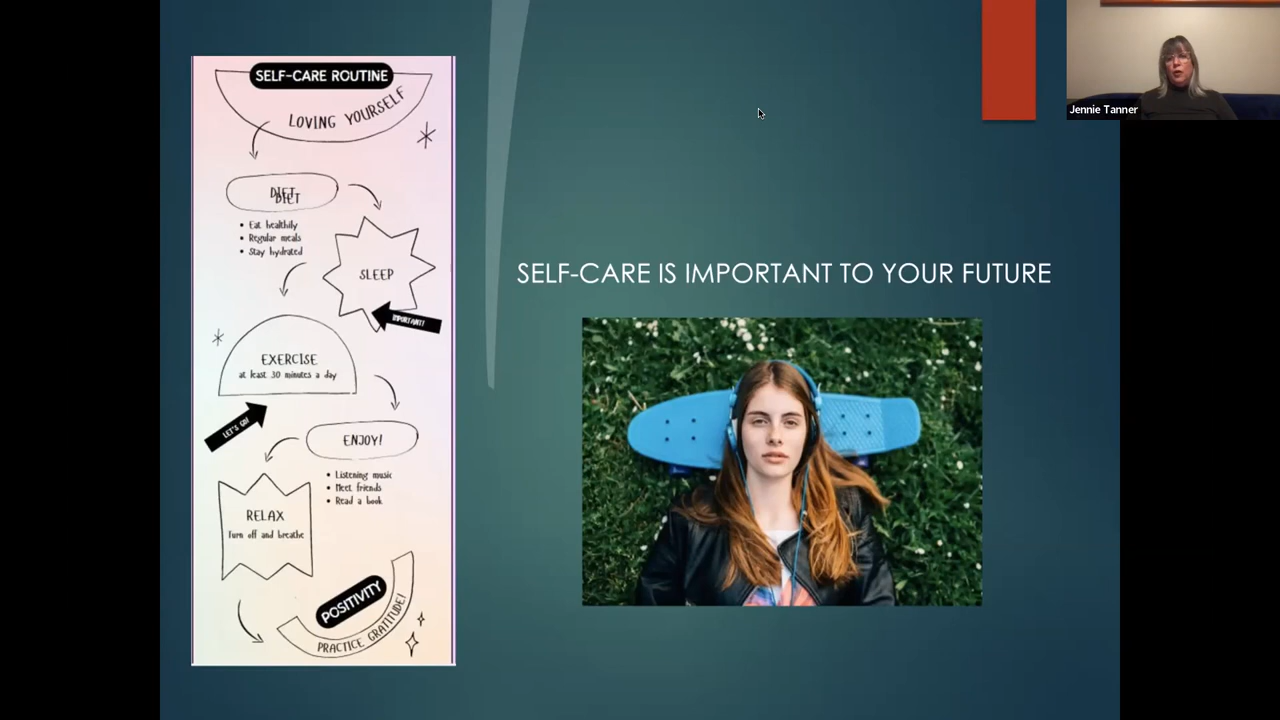 SELF-CARE ROUTINE
LOVING YOURSELF
DIET
DIET
• Eat healthily
• Regular meals
• Stay hydrated
SLEEP
IMPORTANT!
EXERCISE
at least 30 minutes a day
LET'S GO!
ENJOY!
• Listening music
• Meet friends
• Read a book
RELAX
Turn off and breathe
POSITIVITY
PRACTICE GRATITUDE!
SELF-CARE IS IMPORTANT TO YOUR FUTURE
Jennie Tanner